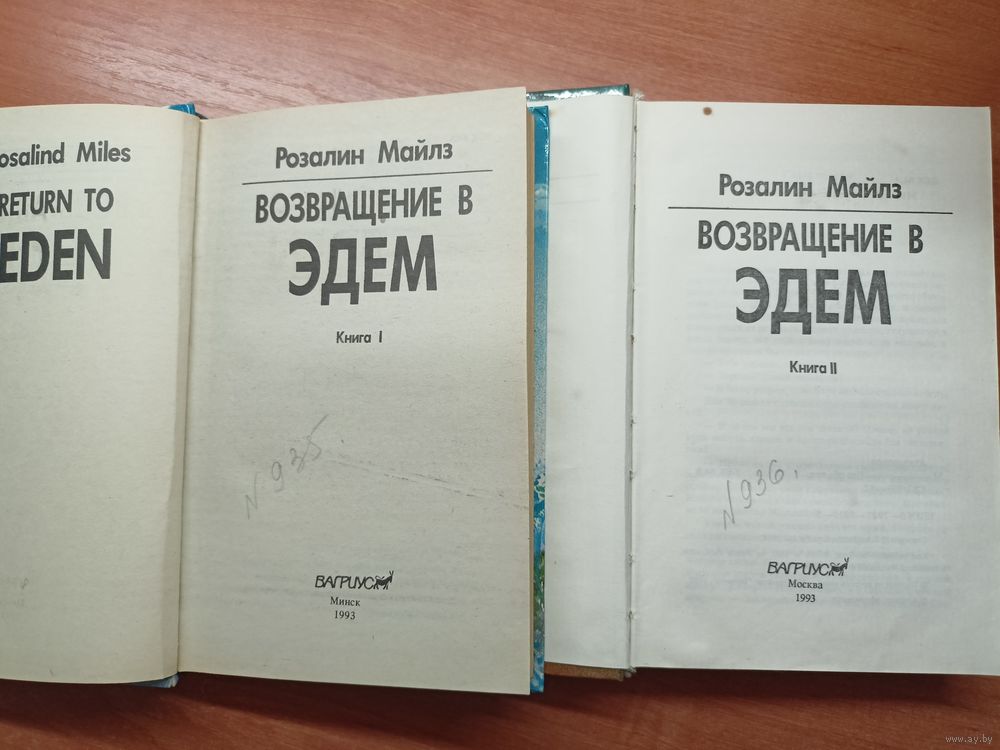 osalind Miles
RETURN TO
EDEN
Розалин Майлз
ВОЗВРАЩЕНИЕ В
ЭДЕМ
Книга I
N 935.
ВАГРИУС
Минск
1993
Розалин Майлз
ВОЗВРАЩЕНИЕ В
ЭДЕМ
Книга II
N 936.
ВАГРИУС
Москва
1993
www.ay.by